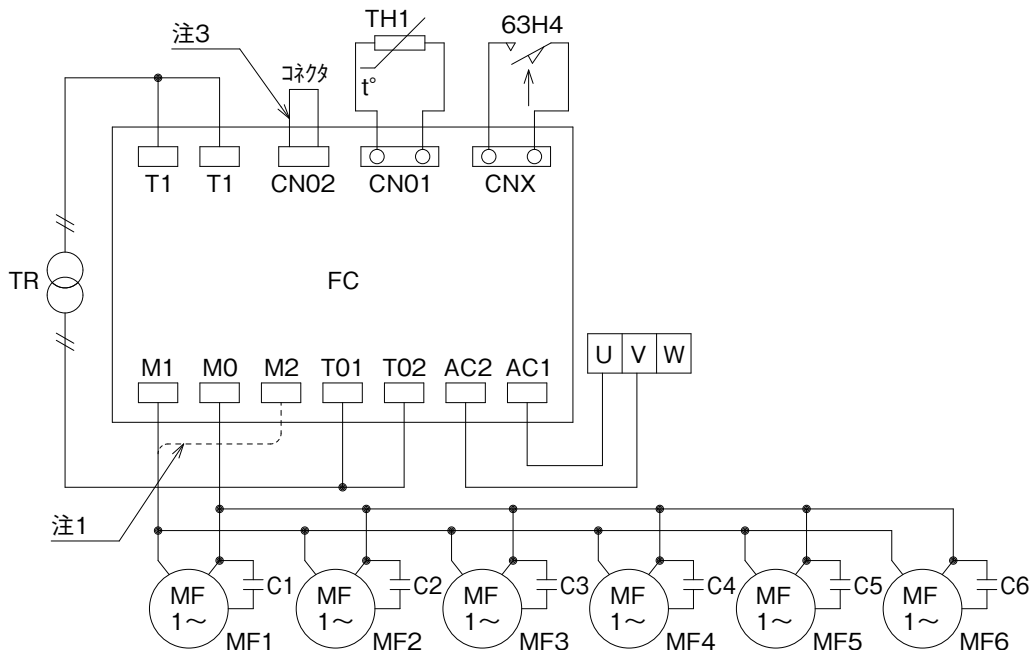 注3
TH1
63H4
コネクタ
t°
T1 T1 CN02 CN01 CNX
TR
FC
M1 M0 M2 T01 T02 AC2 AC1
U V W
注1
MF 1～ C1 MF1
MF 1～ C2 MF2
MF 1～ C3 MF3
MF 1～ C4 MF4
MF 1～ C5 MF5
MF 1～ C6 MF6